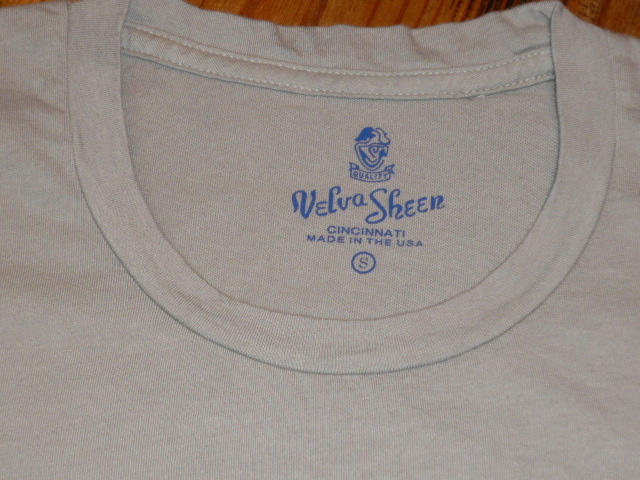 QUALITY
Velva Sheen
CINCINNATI
MADE IN THE USA
S